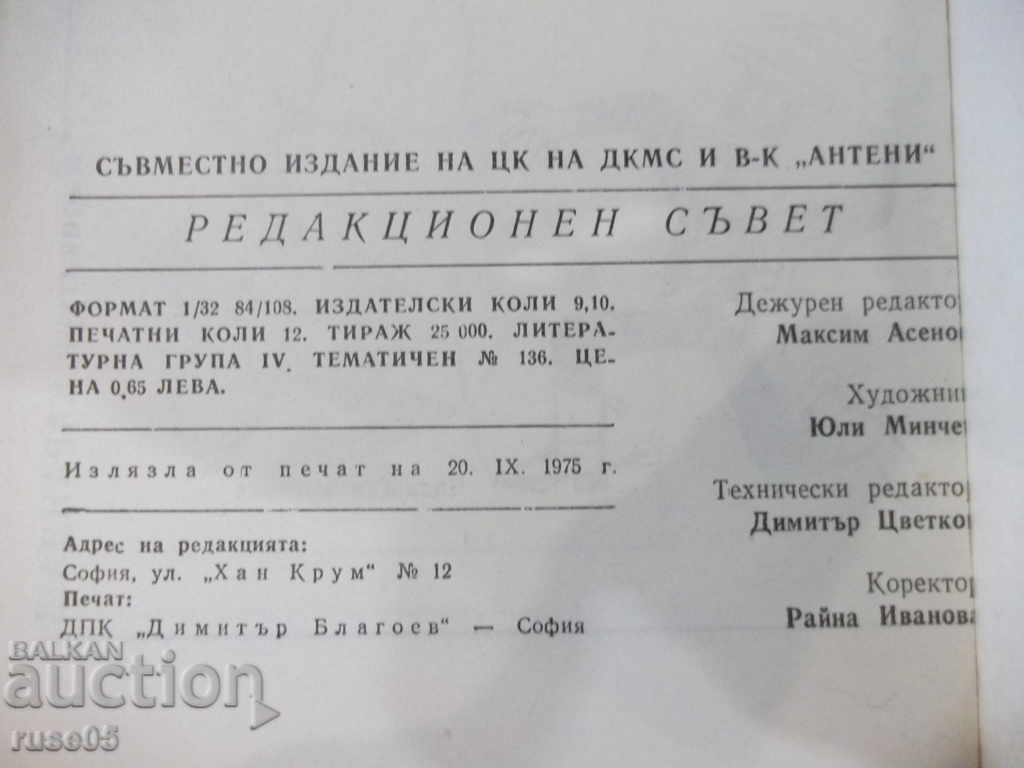 СЪВМЕСТНО ИЗДАНИЕ НА ЦК НА ДКМС И В-К „АНТЕНИ“
РЕДАКЦИОНЕН СЪВЕТ
ФОРМАТ 1/32 84/108. ИЗДАТЕЛСКИ КОЛИ 9,10.
ПЕЧАТНИ КОЛИ 12. ТИРАЖ 25 000. ЛИТЕРА-
ТУРНА ГРУПА IV. ТЕМАТИЧЕН № 136. ЦЕ-
НА 0,65 ЛЕВА.
Излязла от печат на 20. IX. 1975 г.
Адрес на редакцията:
София, ул. „Хан Крум“ № 12
Печат:
ДПК „Димитър Благоев“ — София
Дежурен редактор
Максим Асено
Художни
Юли Минче
Технически редактор
Димитър Цветко
Коректор
Райна Иванова
BALKAN
auction
ruse05